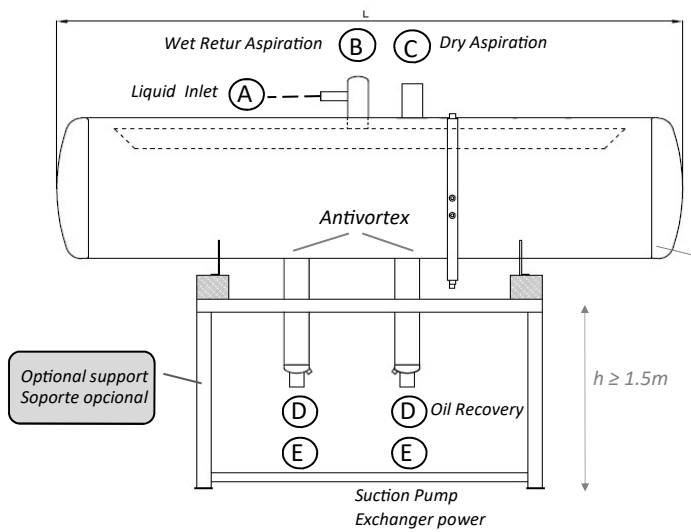 L
Wet Retur Aspiration B C Dry Aspiration
Liquid Inlet A
Antivortex
h ≥ 1.5m
Optional support
Soporte opcional
D D Oil Recovery
E E
Suction Pump
Exchanger power